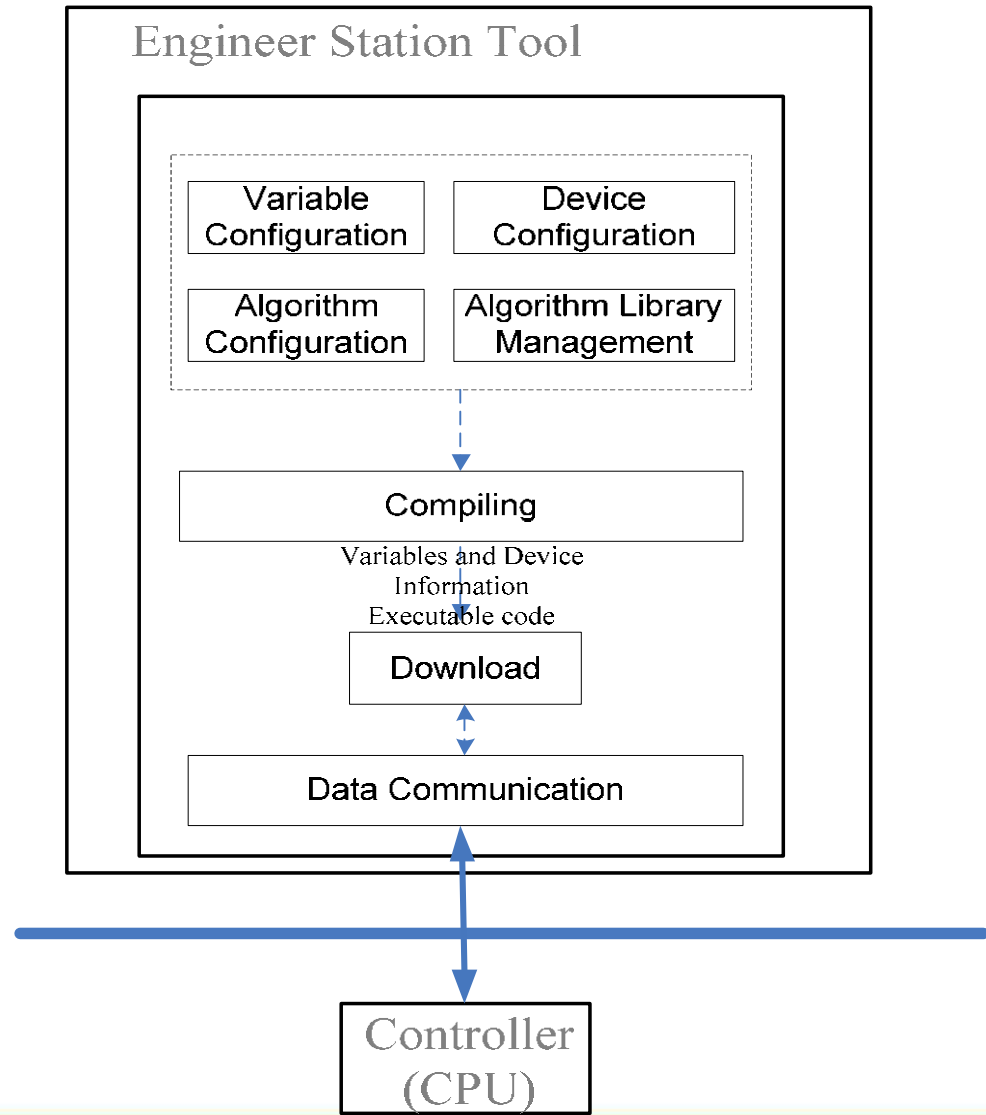 Engineer Station Tool
Variable
Configuration
Device
Configuration
Algorithm
Configuration
Algorithm Library
Management
Compiling
Variables and Device
Information
Executable code
Download
Data Communication
Controller
(CPU)